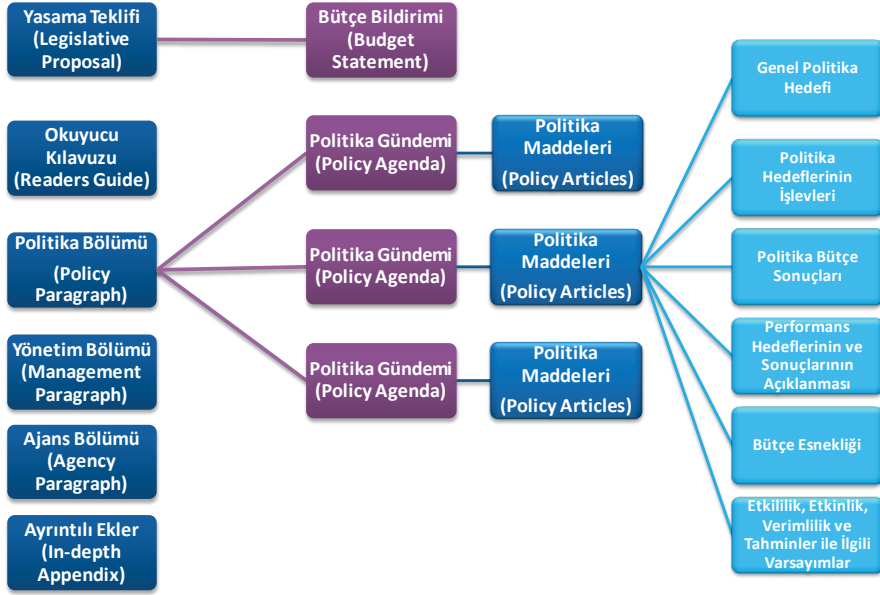 Yasama Teklifi
(Legislative
Proposal)
Bütçe Bildirimi
(Budget
Statement)
Okuyucu
Kılavuzu
(Readers Guide)
Politika Bölümü
(Policy
Paragraph)
Yönetim Bölümü
(Management
Paragraph)
Ajans Bölümü
(Agency
Paragraph)
Ayrıntılı Ekler
(In-depth
Appendix)
Politika Gündemi
(Policy Agenda)
Politika
Maddeleri
(Policy Articles)
Politika Gündemi
(Policy Agenda)
Politika
Maddeleri
(Policy Articles)
Politika Gündemi
(Policy Agenda)
Politika
Maddeleri
(Policy Articles)
Genel Politika
Hedefi
Politika
Hedeflerinin
İşlevleri
Politika Bütçe
Sonuçları
Performans
Hedeflerinin ve
Sonuçlarının
Açıklanması
Bütçe Esnekliği
Etkililik, Etkinlik,
Verimlilik ve
Tahminler ile İlgili
Varsayımlar